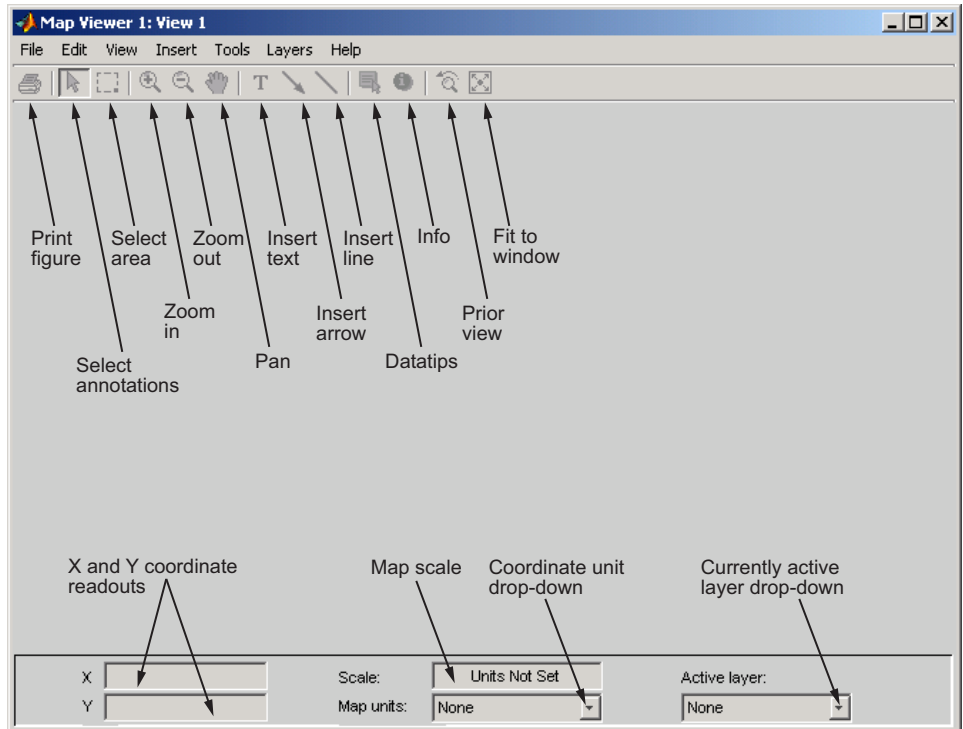 Map Viewer 1: View 1
File Edit View Insert Tools Layers Help
T
Print
figure
Select
area
Zoom
out
Insert
text
Insert
line
Info
Fit to
window
Zoom
in
Insert
arrow
Prior
view
Select
annotations
Pan
Datatips
X and Y coordinate
readouts
Map scale
Coordinate unit
drop-down
Currently active
layer drop-down
X
Scale: Units Not Set
Active layer:
Y
Map units: None
None